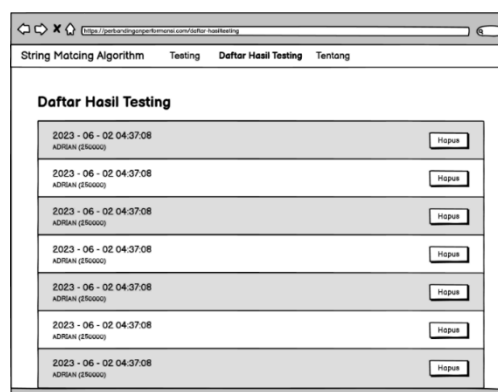 https://perbandinganperformansi.com/daftar-hasiltesting
String Matcing Algorithm Testing Daftar Hasil Testing Tentang
Daftar Hasil Testing
2023 - 06 - 02 04:37:08
ADRIAN (250000)
Hapus
2023 - 06 - 02 04:37:08
ADRIAN (250000)
Hapus
2023 - 06 - 02 04:37:08
ADRIAN (250000)
Hapus
2023 - 06 - 02 04:37:08
ADRIAN (250000)
Hapus
2023 - 06 - 02 04:37:08
ADRIAN (250000)
Hapus
2023 - 06 - 02 04:37:08
ADRIAN (250000)
Hapus
2023 - 06 - 02 04:37:08
ADRIAN (250000)
Hapus